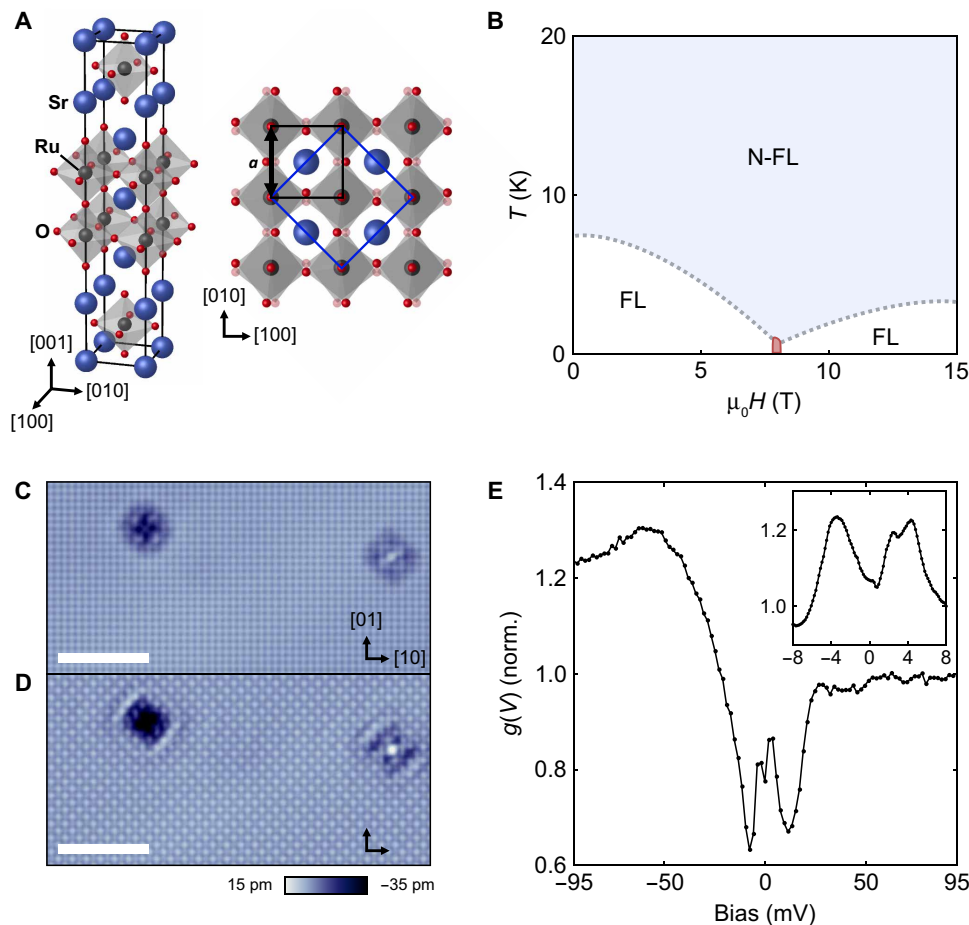 A
Sr
Ru
O
[001]
[010]
[100]
a
[010]
[100]
B
20
10
0
T (K)
N-FL
FL
FL
0
5
10
15
μ₀H (T)
C
[01]
[10]
D
15 pm
−35 pm
E
1.4
1.2
1.0
0.8
0.6
g(V) (norm.)
1.2
1.0
−8
−4
0
4
8
−95
−50
0
50
95
Bias (mV)